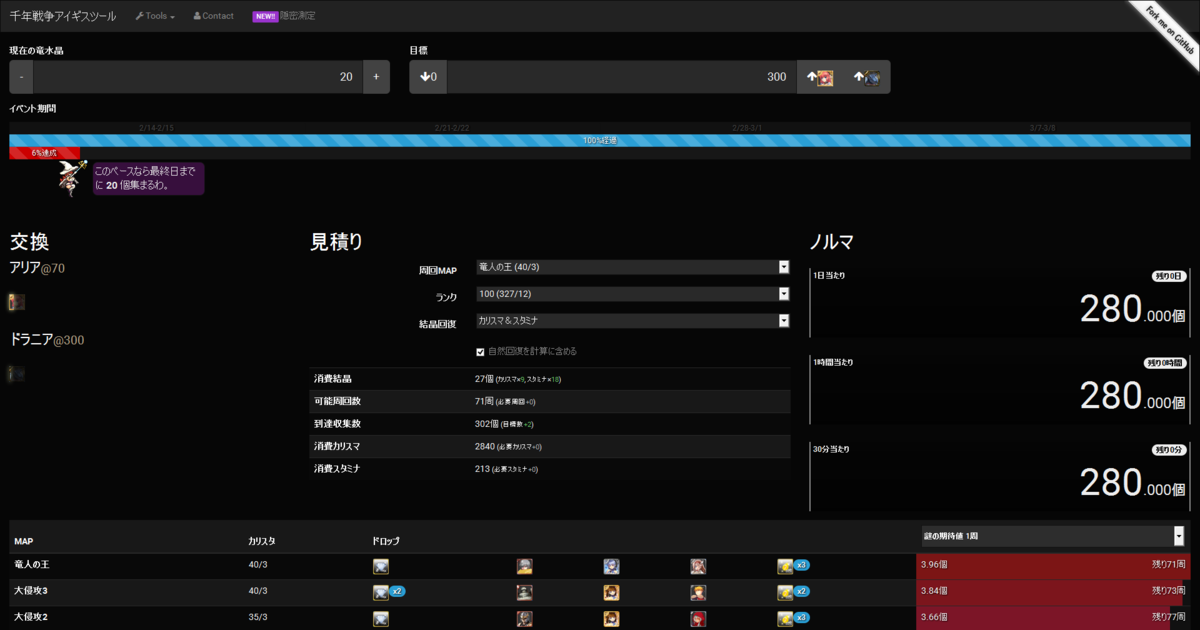 千年戦争アイギスツール Tools Contact NEW!! 隠密測定
Fork me on GitHub
現在の竜水晶 目標
- 20 + 0 300
イベント期間
2/14-2/15 2/21-2/22 2/28-3/1 3/7-3/8
100%経過
6%達成
このペースなら最終日まで
に 20 個集まるわ。
交換 見積り ノルマ
アリア@70
ドラニア@300
周回MAP 竜人の王 (40/3)
ランク 100 (327/12)
結晶回復 カリスマ＆スタミナ
自然回復を計算に含める
消費結晶 27個 (カリスマ×9,スタミナ×18)
可能周回数 71周 (必要周回+0)
到達収集数 302個 (目標数+2)
消費カリスマ 2840 (必要カリスマ+0)
消費スタミナ 213 (必要スタミナ+0)
1日当たり 残り0日
280.000個
1時間当たり 残り0時間
280.000個
30分当たり 残り0分
280.000個
MAP カリスタ ドロップ 謎の期待値 1周
竜人の王 40/3 x3 3.96個 残り71周
大侵攻3 40/3 x2 x2 3.84個 残り73周
大侵攻2 35/3 x3 3.66個 残り77周